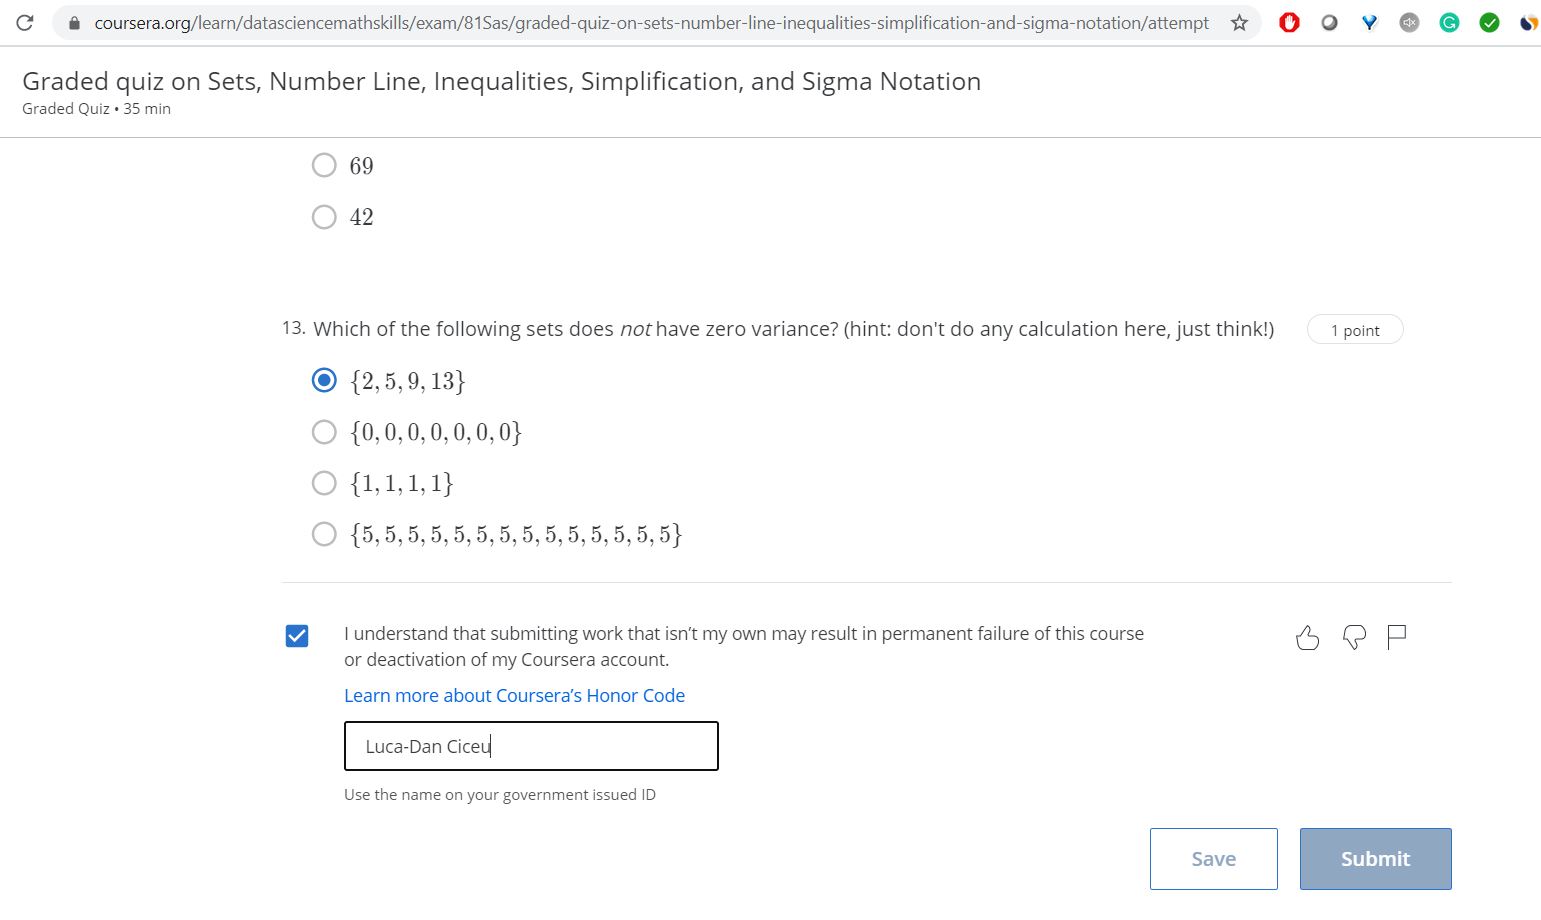 coursera.org/learn/datasciencemathskills/exam/81Sas/graded-quiz-on-sets-number-line-inequalities-simplification-and-sigma-notation/attempt
Graded quiz on Sets, Number Line, Inequalities, Simplification, and Sigma Notation
Graded Quiz • 35 min
69
42
13. Which of the following sets does not have zero variance? (hint: don't do any calculation here, just think!)
1 point
{2, 5, 9, 13}
{0, 0, 0, 0, 0, 0, 0}
{1, 1, 1, 1}
{5, 5, 5, 5, 5, 5, 5, 5, 5, 5, 5, 5, 5, 5}
I understand that submitting work that isn’t my own may result in permanent failure of this course
or deactivation of my Coursera account.
Learn more about Coursera’s Honor Code
Luca-Dan Ciceu
Use the name on your government issued ID
Save
Submit